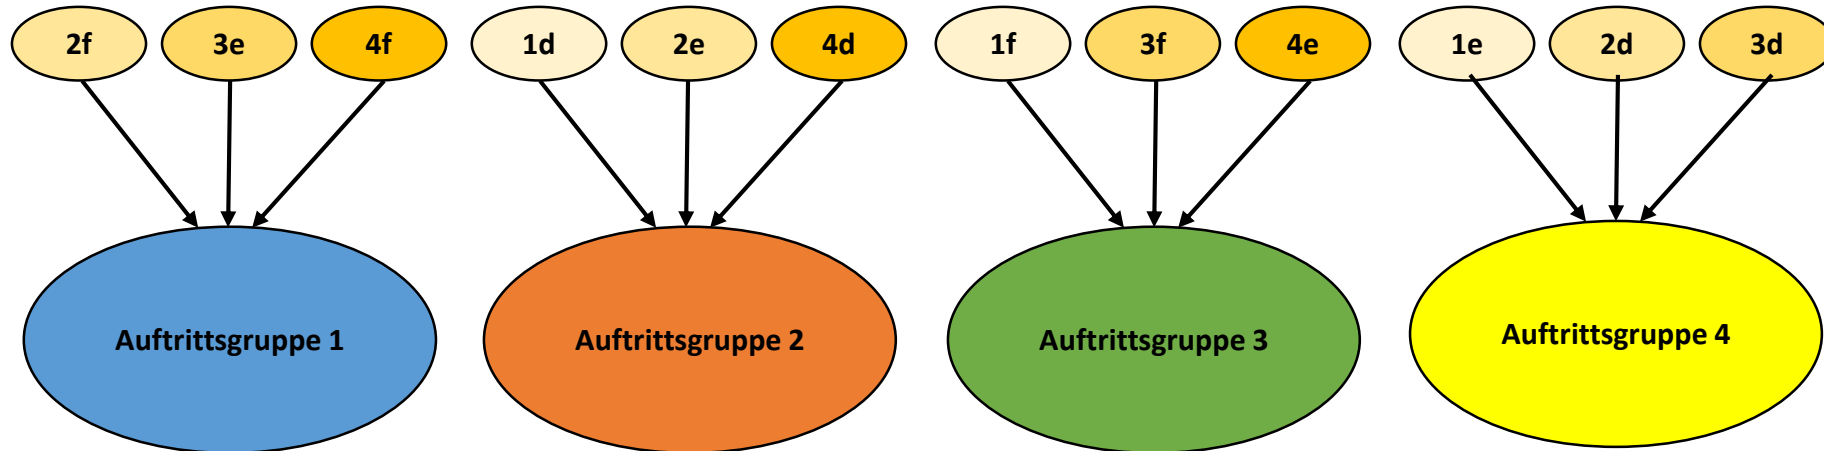 2f 3e 4f 1d 2e 4d 1f 3f 4e 1e 2d 3d
Auftrittsgruppe 1 Auftrittsgruppe 2 Auftrittsgruppe 3 Auftrittsgruppe 4